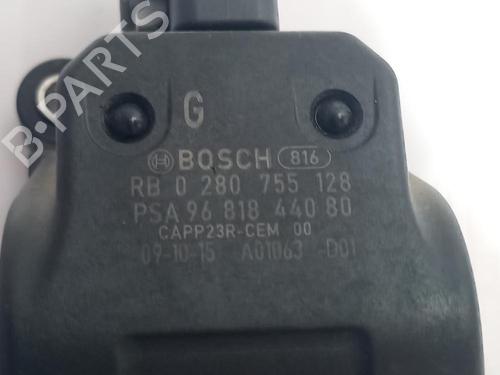 B-PARTS
G
BOSCH 816
RB 0 280 755 128
PSA 96 818 440 80
CAPP23R-CEM 00
09-10-15 A01063 -D01